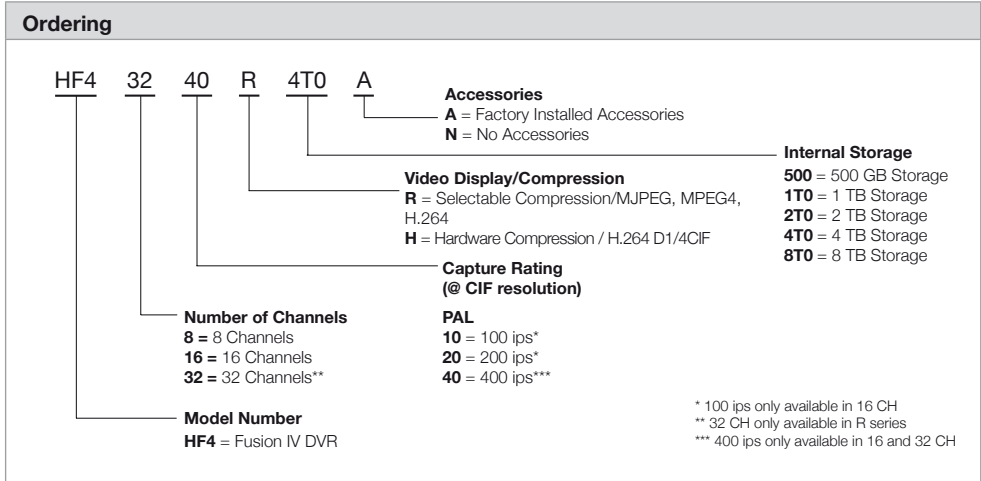 Ordering
HF4 32 40 R 4T0 A
Accessories
A = Factory Installed Accessories
N = No Accessories
Internal Storage
500 = 500 GB Storage
1T0 = 1 TB Storage
2T0 = 2 TB Storage
4T0 = 4 TB Storage
8T0 = 8 TB Storage
Video Display/Compression
R = Selectable Compression/MJPEG, MPEG4,
H.264
H = Hardware Compression / H.264 D1/4CIF
Capture Rating
(@ CIF resolution)
PAL
10 = 100 ips*
20 = 200 ips*
40 = 400 ips***
Number of Channels
8 = 8 Channels
16 = 16 Channels
32 = 32 Channels**
Model Number
HF4 = Fusion IV DVR
* 100 ips only available in 16 CH
** 32 CH only available in R series
*** 400 ips only available in 16 and 32 CH